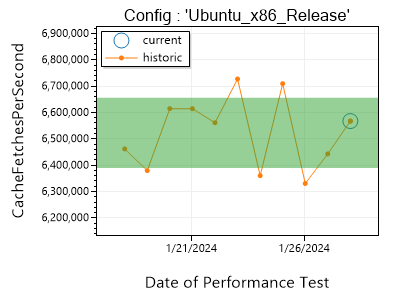 Config : 'Ubuntu_x86_Release'
current
historic
CacheFetchesPerSecond
6,900,000
6,800,000
6,700,000
6,600,000
6,500,000
6,400,000
6,300,000
6,200,000
1/21/2024
1/26/2024
Date of Performance Test